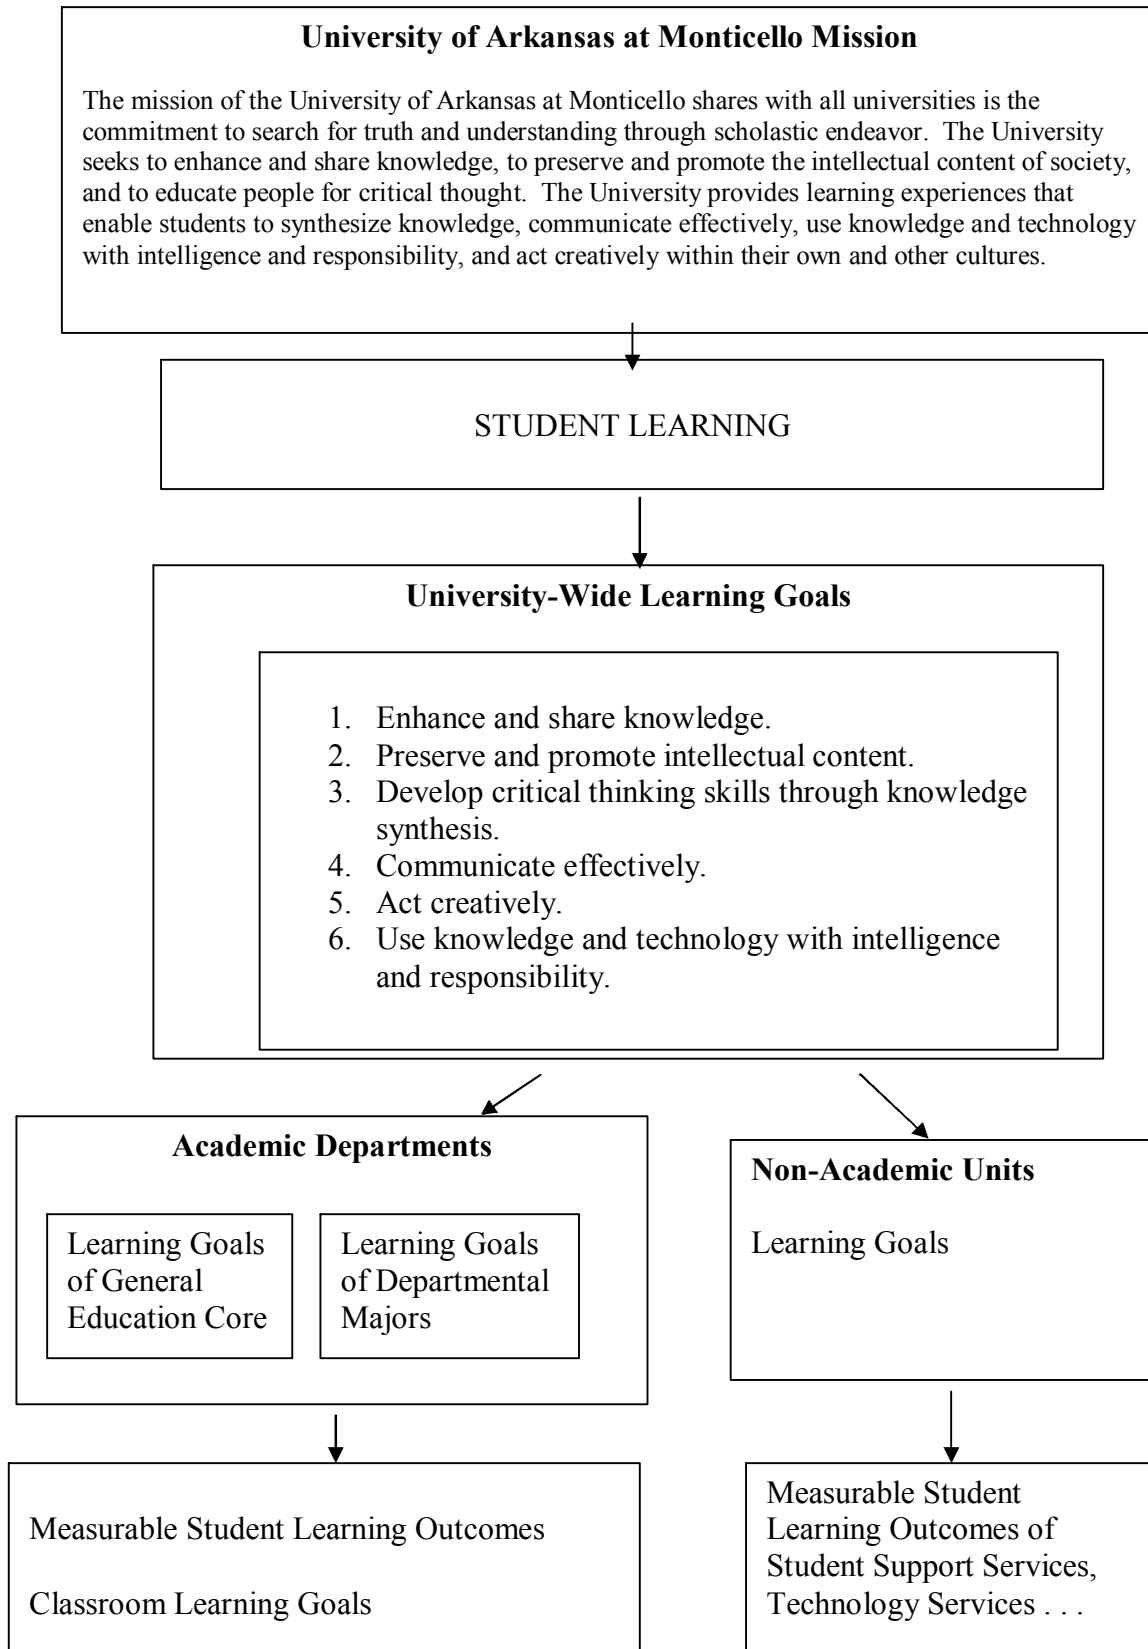 University of Arkansas at Monticello Mission
The mission of the University of Arkansas at Monticello shares with all universities is the
commitment to search for truth and understanding through scholastic endeavor. The University
seeks to enhance and share knowledge, to preserve and promote the intellectual content of society,
and to educate people for critical thought. The University provides learning experiences that
enable students to synthesize knowledge, communicate effectively, use knowledge and technology
with intelligence and responsibility, and act creatively within their own and other cultures.
STUDENT LEARNING
University-Wide Learning Goals
1. Enhance and share knowledge.
2. Preserve and promote intellectual content.
3. Develop critical thinking skills through knowledge
synthesis.
4. Communicate effectively.
5. Act creatively.
6. Use knowledge and technology with intelligence
and responsibility.
Academic Departments
Learning Goals
of General
Education Core
Learning Goals
of Departmental
Majors
Non-Academic Units
Learning Goals
Measurable Student Learning Outcomes
Classroom Learning Goals
Measurable Student
Learning Outcomes of
Student Support Services,
Technology Services . . .